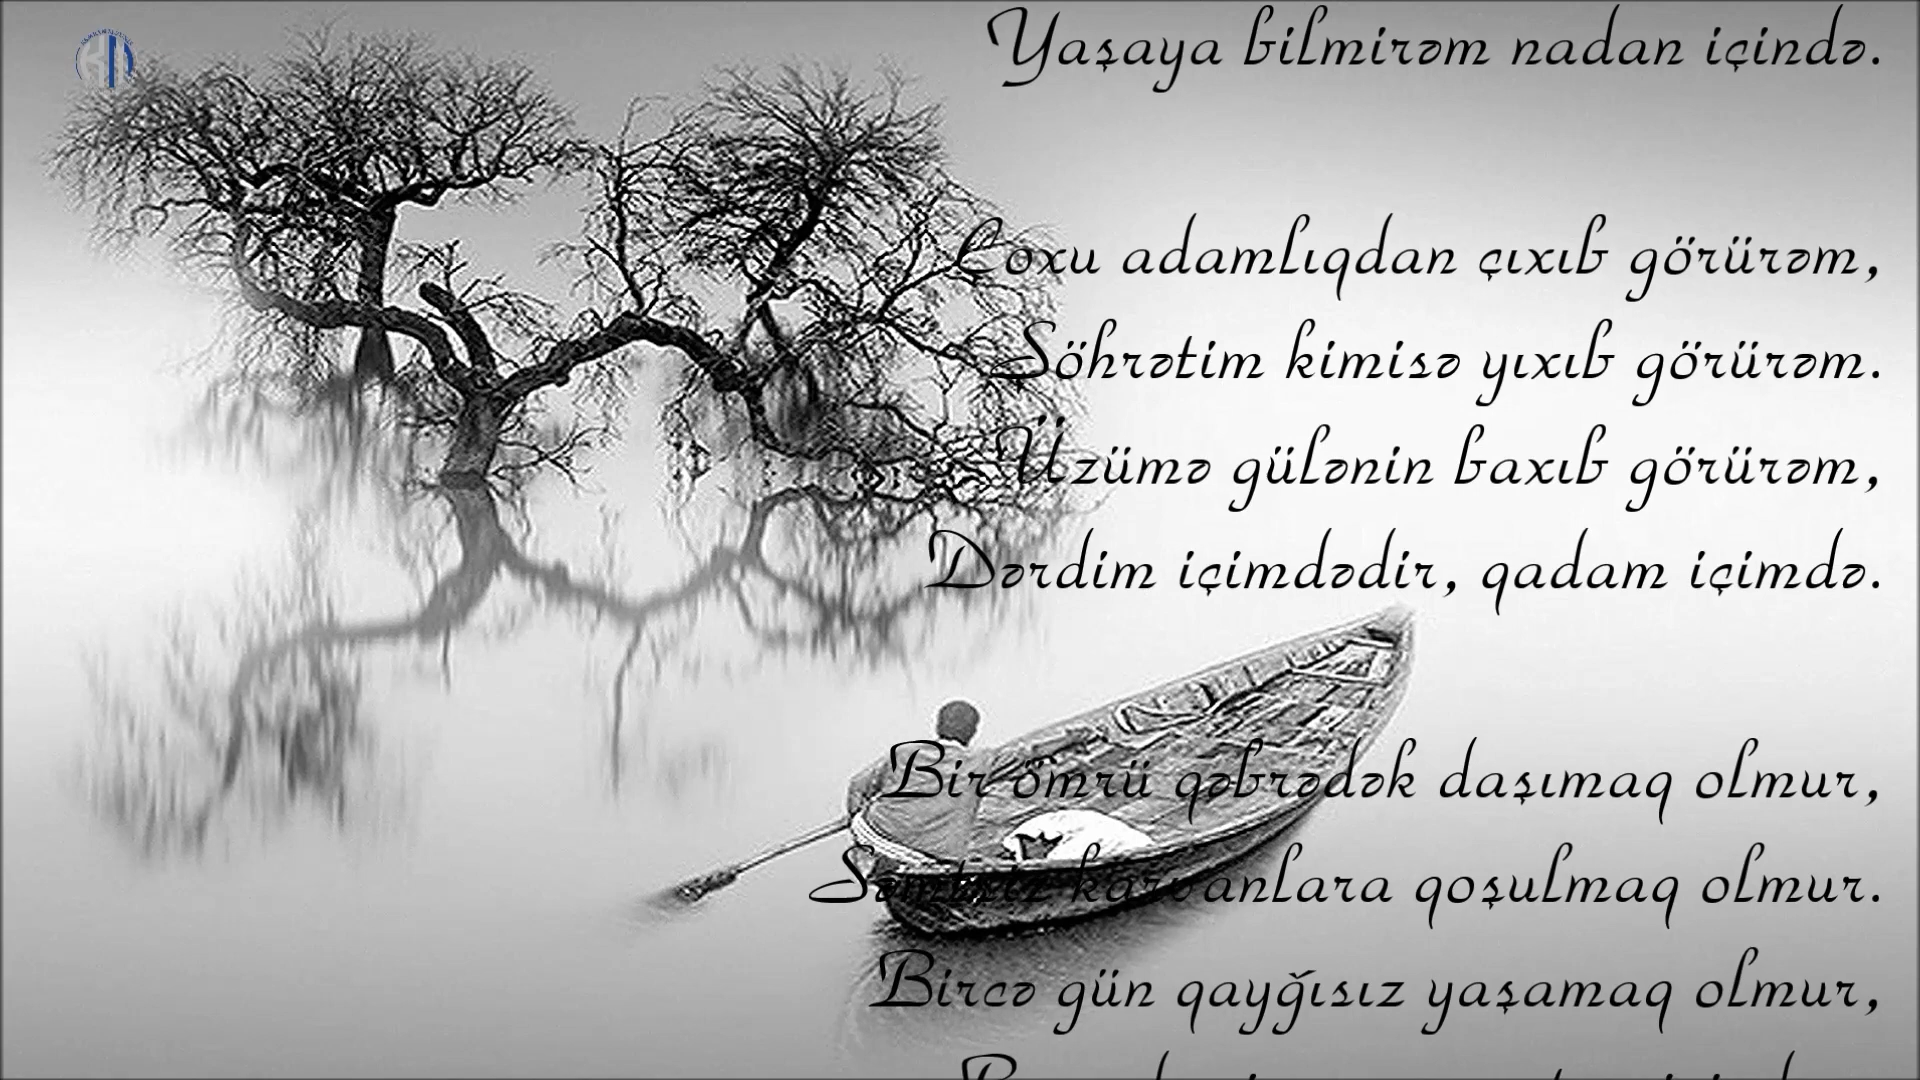 Yaşaya bilmirəm nadan içində.
Çoxu adamlıqdan çıxıb görürəm,
Şöhrətim kimisə yıxıb görürəm.
Üzümə gülənin baxıb görürəm,
Dərdim içimdədir, qadam içimdə.
Bir ömrü qəbrədək daşımaq olmur,
Səmtsiz karvanlara qoşulmaq olmur.
Bircə gün qayğısız yaşamaq olmur,